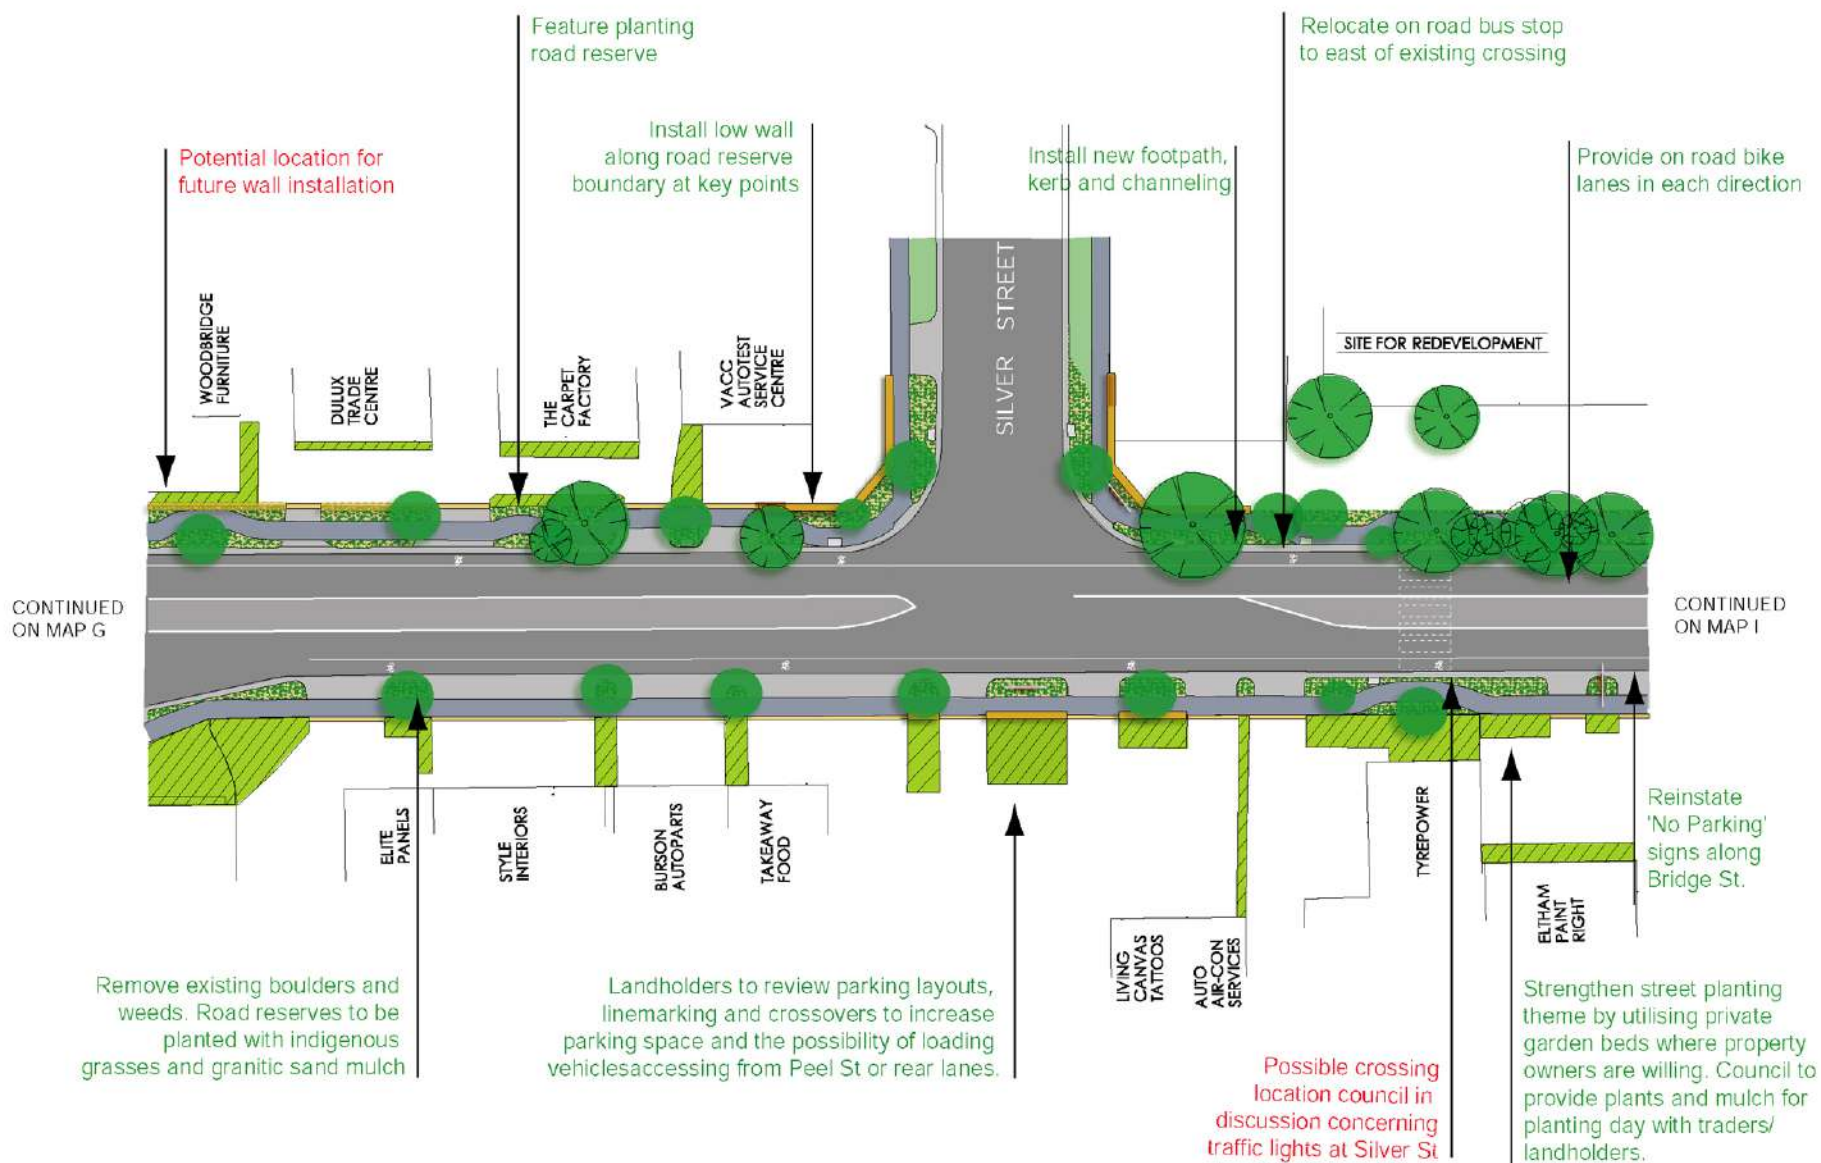 Feature planting
road reserve
Relocate on road bus stop
to east of existing crossing
Potential location for
future wall installation
Install low wall
along road reserve
boundary at key points
Install new footpath,
kerb and channeling
Provide on road bike
lanes in each direction
WOODBRIDGE
FURNITURE
DULUX
TRADE
CENTRE
THE
CARPET
FACTORY
VACC
AUTOTEST
SERVICE
CENTRE
SILVER STREET
SITE FOR REDEVELOPMENT
CONTINUED
ON MAP G
CONTINUED
ON MAP I
ELITE
PANELS
STYLE
INTERIORS
BURSON
AUTOPARTS
TAKEAWAY
FOOD
LIVING
CANVAS
TATTOOS
AUTO
AIR-CON
SERVICES
TYREPOWER
ELTHAM
PAINT
RIGHT
Reinstate
'No Parking'
signs along
Bridge St.
Remove existing boulders and
weeds. Road reserves to be
planted with indigenous
grasses and granitic sand mulch
Landholders to review parking layouts,
linemarking and crossovers to increase
parking space and the possibility of loading
vehiclesaccessing from Peel St or rear lanes.
Possible crossing
location council in
discussion concerning
traffic lights at Silver St
Strengthen street planting
theme by utilising private
garden beds where property
owners are willing. Council to
provide plants and mulch for
planting day with traders/
landholders.